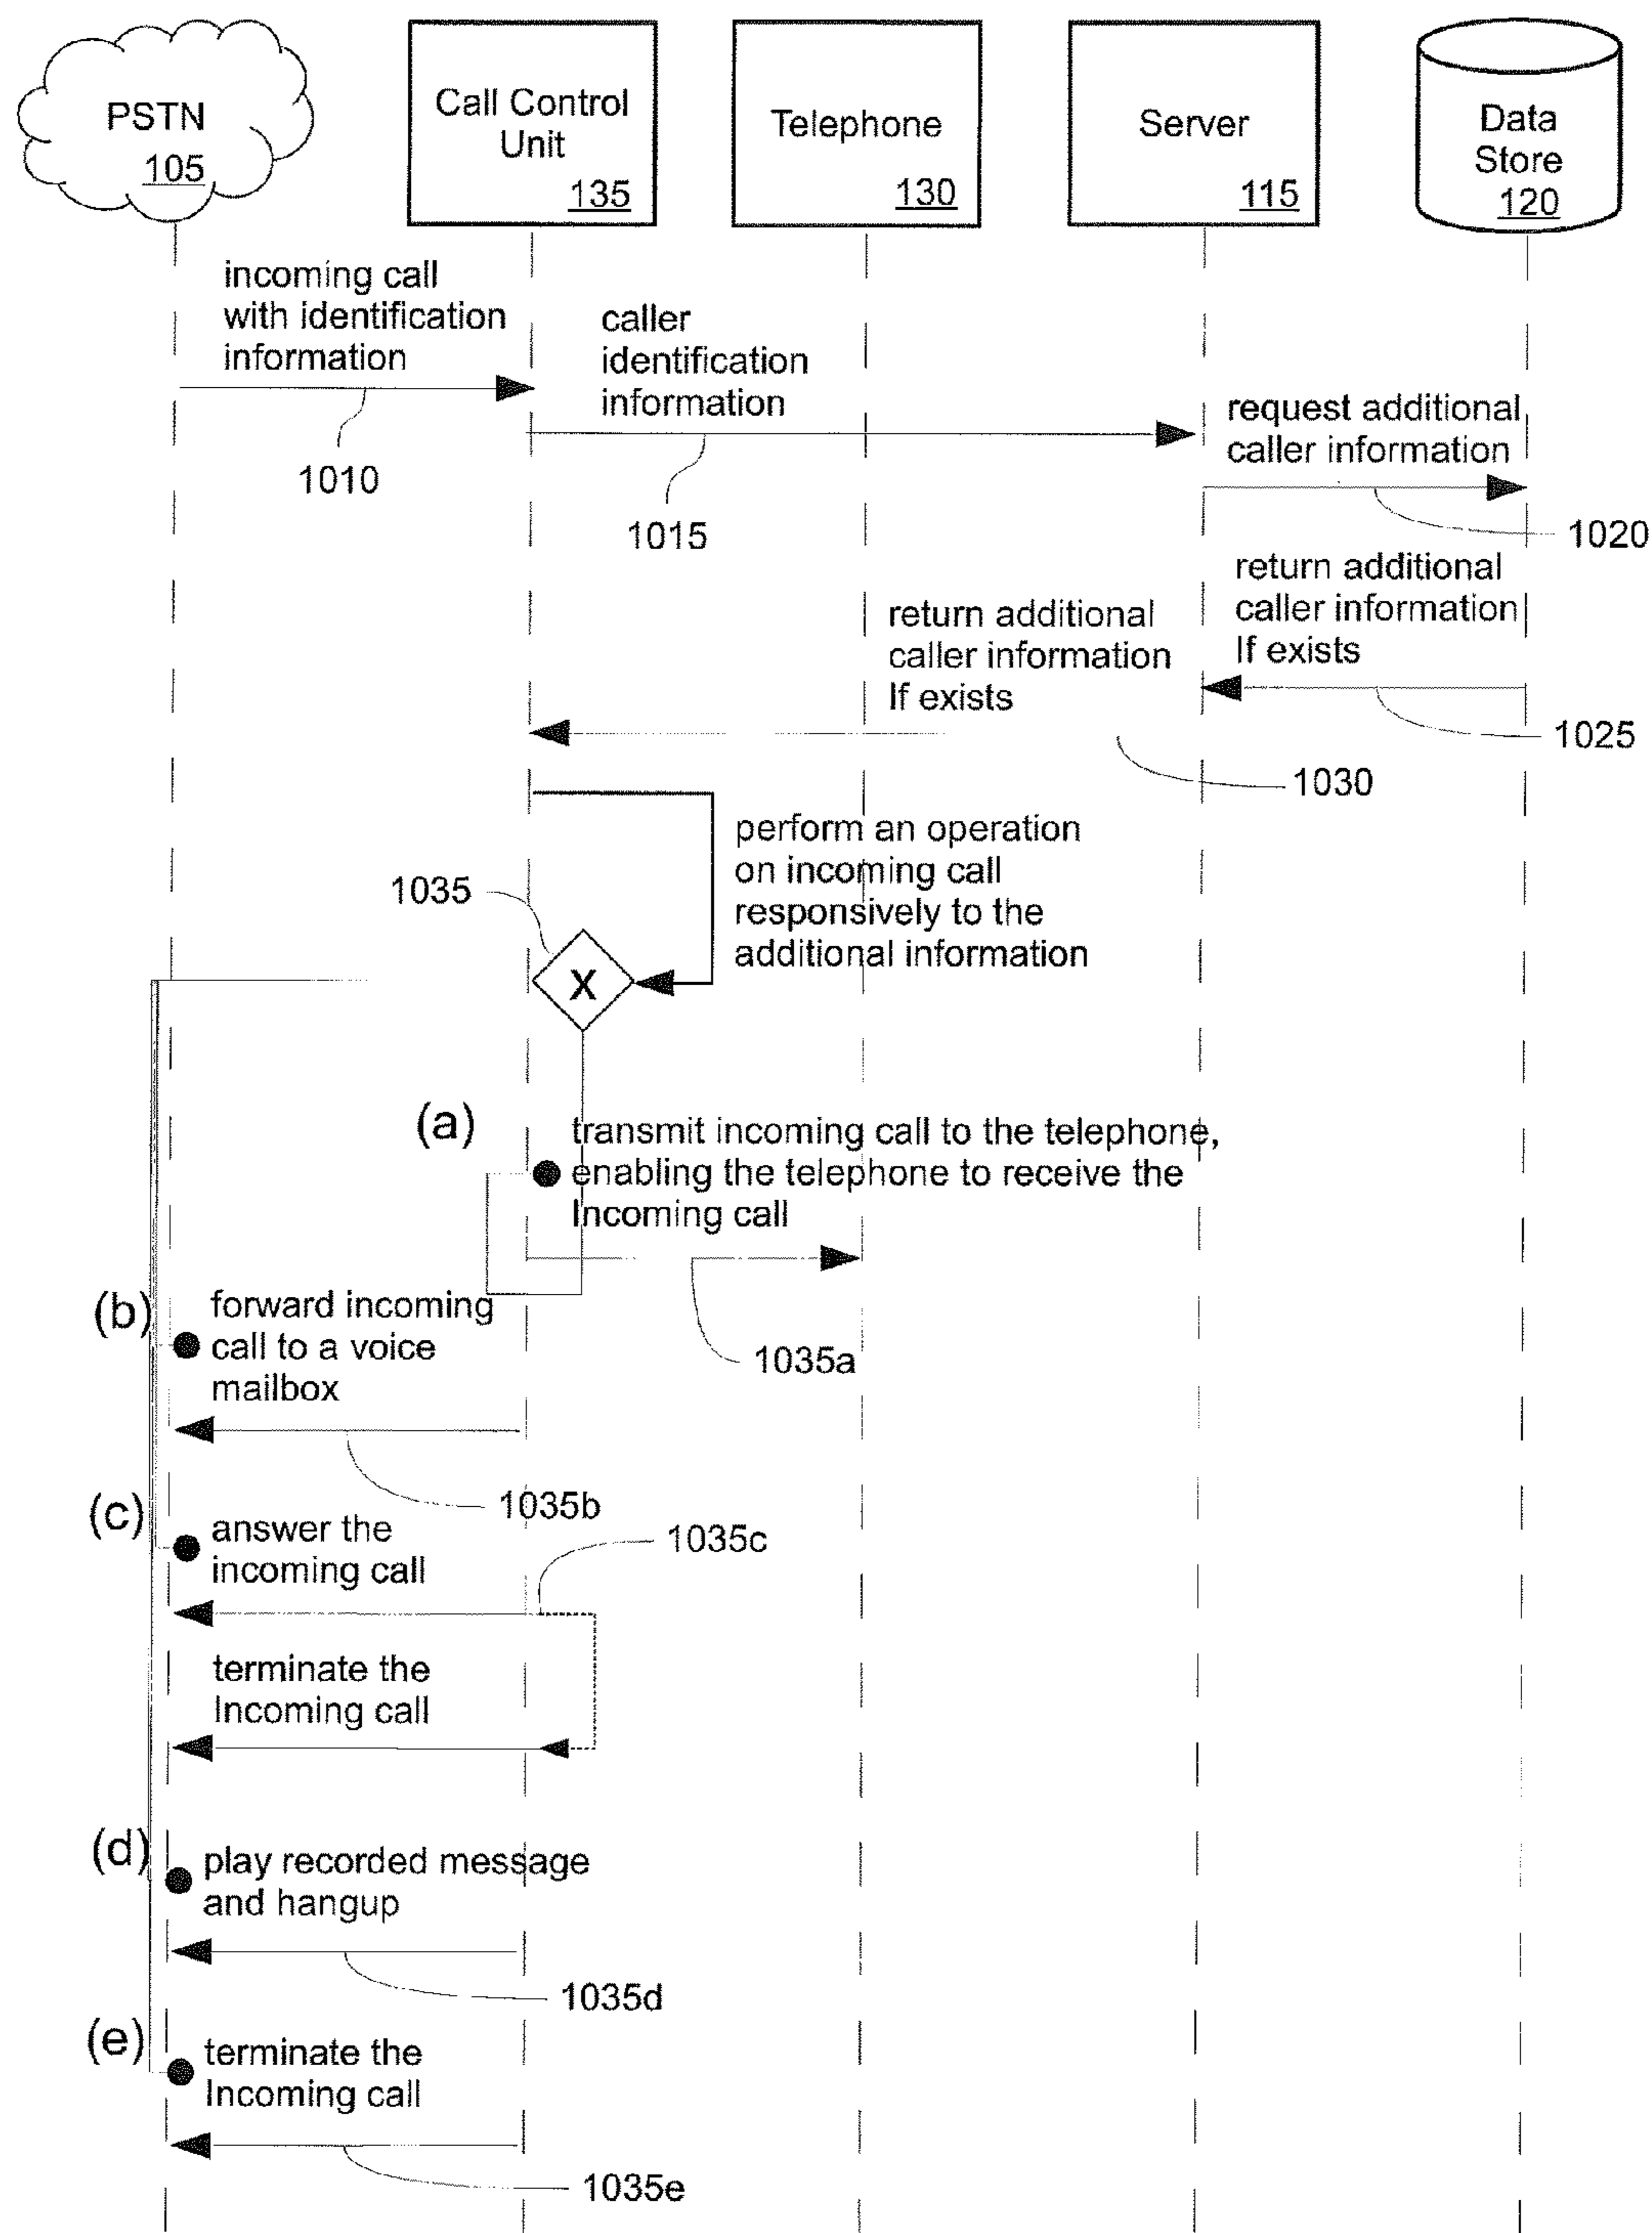 PSTN
105
Call Control
Unit
135
Telephone
130
Server
115
Data
Store
120
incoming call
with identification
information
1010
caller
identification
information
1015
request additional
caller information
1020
return additional
caller information
If exists
1025
return additional
caller information
If exists
1030
perform an operation
on incoming call
responsively to the
additional information
1035
X
(a)
transmit incoming call to the telephone,
enabling the telephone to receive the
Incoming call
1035a
(b)
forward incoming
call to a voice
mailbox
1035b
(c)
answer the
incoming call
1035c
terminate the
Incoming call
(d)
play recorded message
and hangup
1035d
(e)
terminate the
Incoming call
1035e